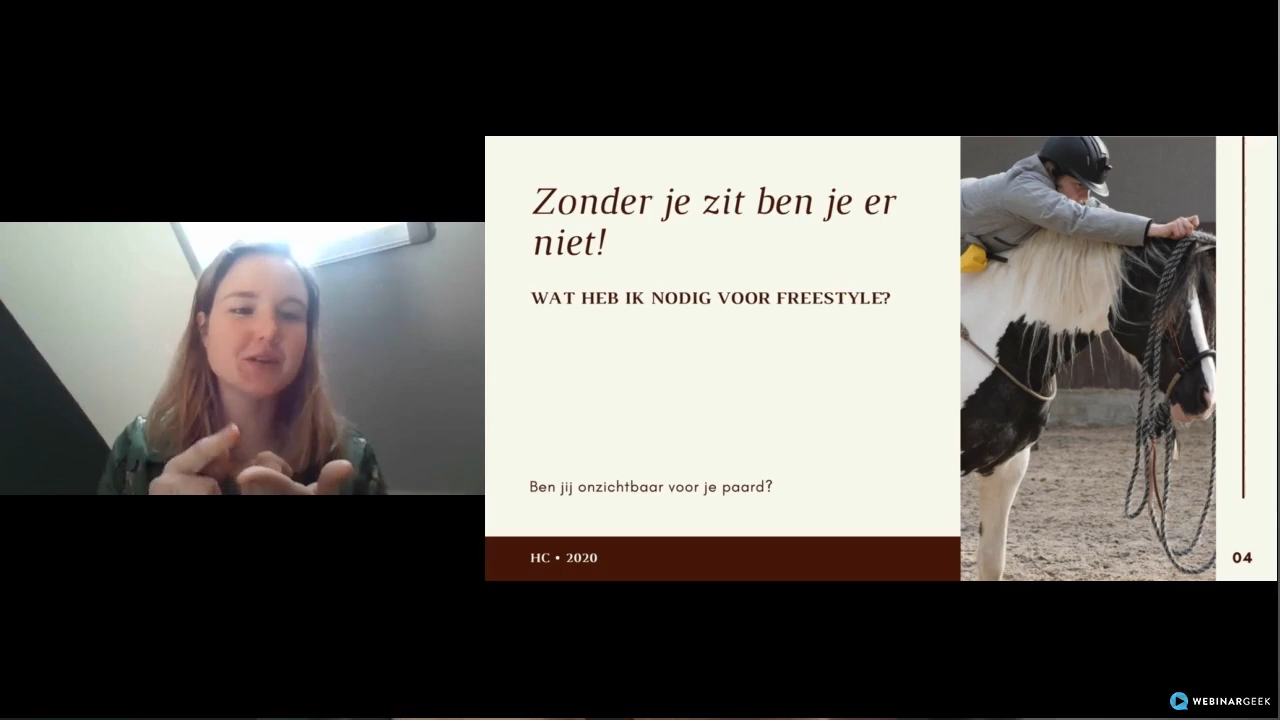 Zonder je zit ben je er
niet!
WAT HEB IK NODIG VOOR FREESTYLE?
Ben jij onzichtbaar voor je paard?
HC • 2020
04
WEBINARGEEK